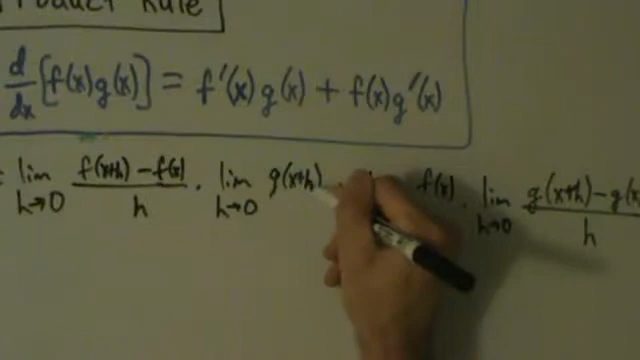 Product Rule
d/dx [f(x)g(x)] = f'(x)g(x) + f(x)g'(x)
= lim h→0 f(x+h) - f(x) / h · lim h→0 g(x+h) f(x) · lim h→0 g(x+h) - g(x / h